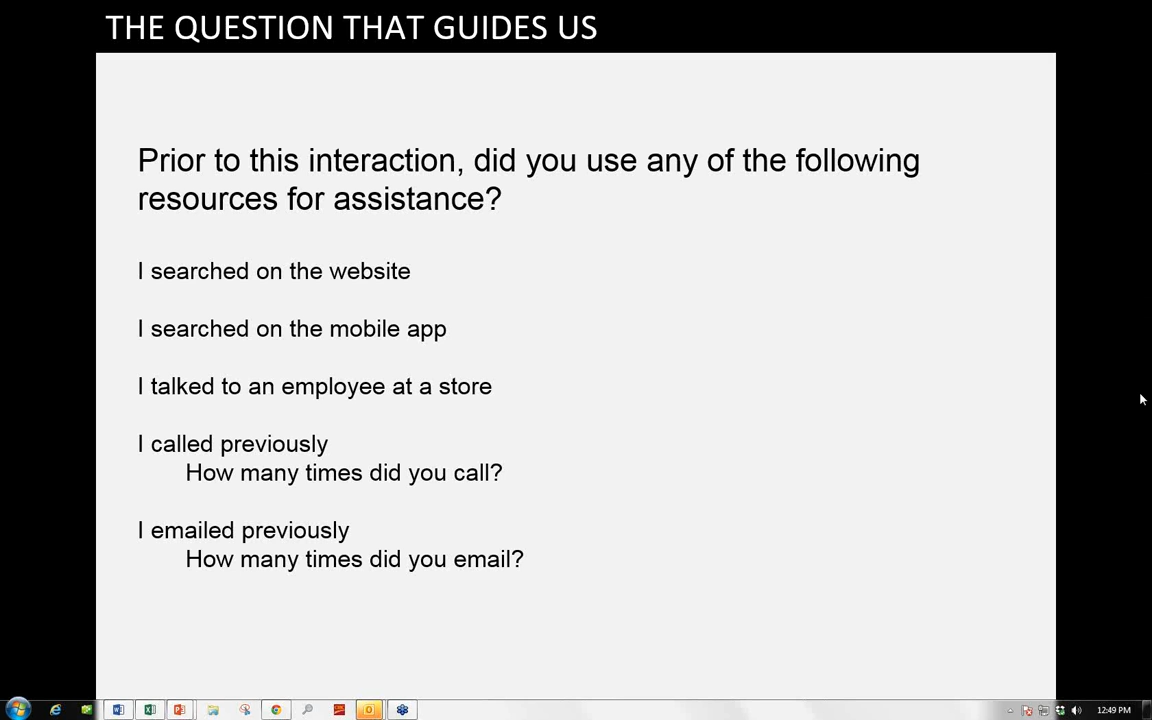 THE QUESTION THAT GUIDES US
Prior to this interaction, did you use any of the following
resources for assistance?
I searched on the website
I searched on the mobile app
I talked to an employee at a store
I called previously
How many times did you call?
I emailed previously
How many times did you email?
12:49 PM